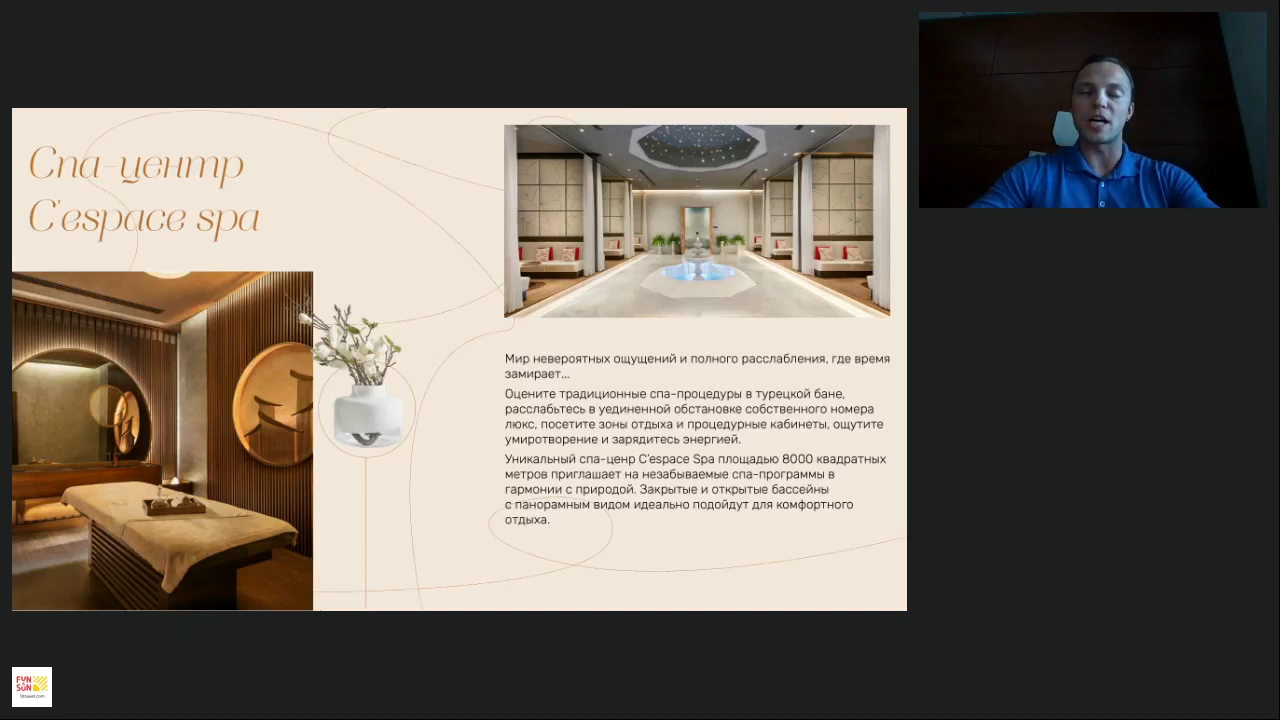 Спа-центр
C'espace spa
Мир невероятных ощущений и полного расслабления, где время
замирает...
Оцените традиционные спа-процедуры в турецкой бане,
расслабьтесь в уединенной обстановке собственного номера
люкс, посетите зоны отдыха и процедурные кабинеты, ощутите
умиротворение и зарядитесь энергией.
Уникальный спа-ценр C'espace Spa площадью 8000 квадратных
метров приглашает на незабываемые спа-программы в
гармонии с природой. Закрытые и открытые бассейны
с панорамным видом идеально подойдут для комфортного
отдыха.
FUN
&SUN
fstravel.com